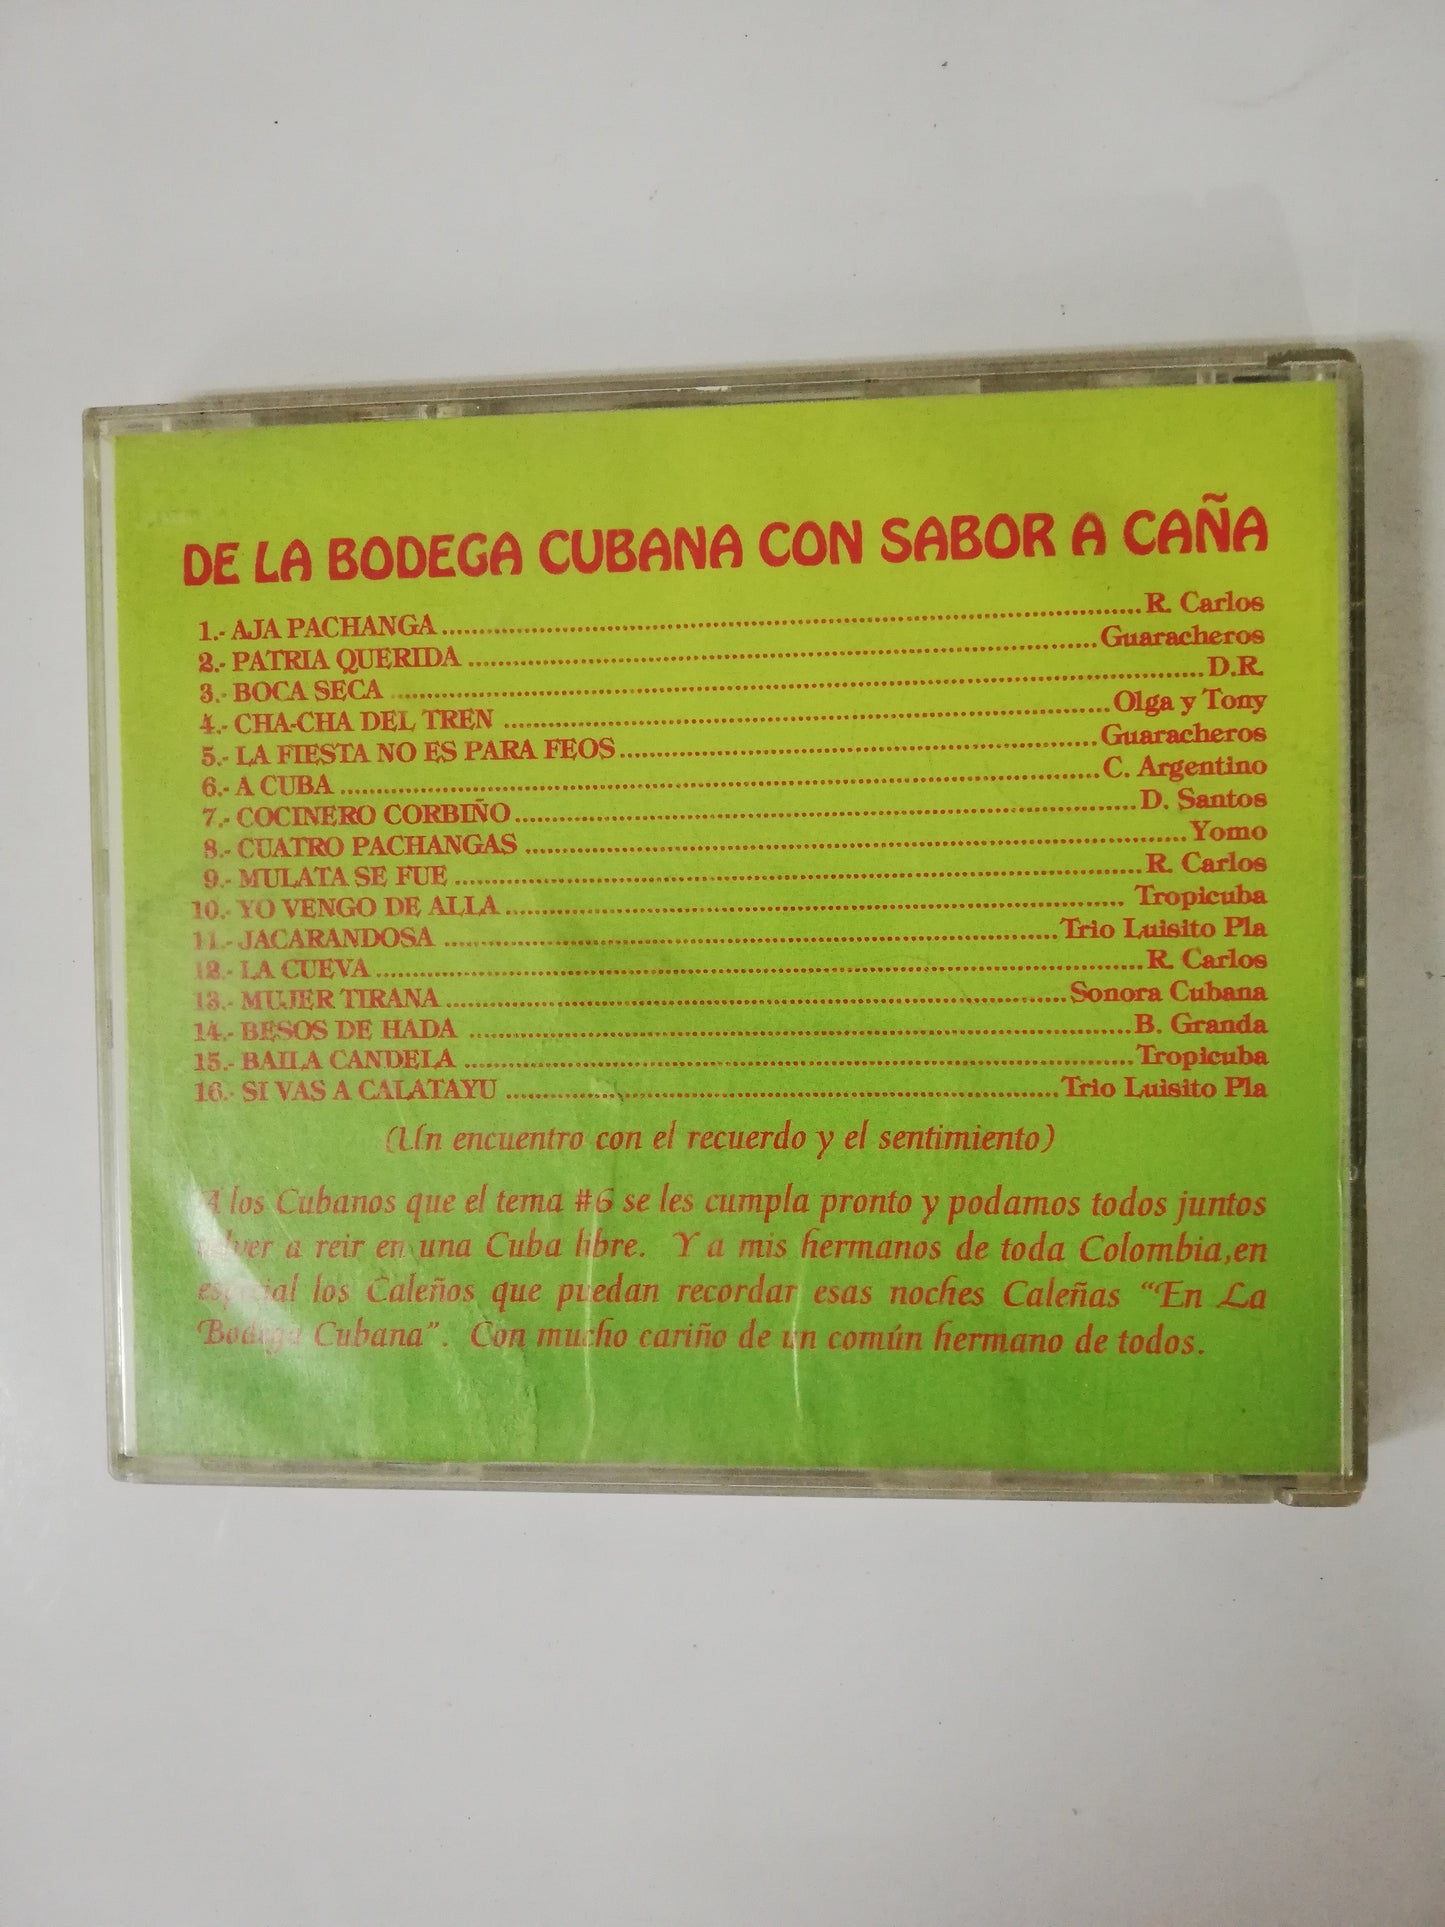 DE LA BODEGA CUBANA CON SABOR A CAÑA
1.- AJA PACHANGA ........ R. Carlos
2.- PATRIA QUERIDA ........ Guaracheros
3.- BOCA SECA ........ D.R.
4.- CHA-CHA DEL TREN ........ Olga y Tony
5.- LA FIESTA NO ES PARA FEOS ........ Guaracheros
6.- A CUBA ........ C. Argentino
7.- COCINERO CORBIÑO ........ D. Santos
8.- CUATRO PACHANGAS ........ Yomo
9.- MULATA SE FUE ........ R. Carlos
10.- YO VENGO DE ALLA ........ Tropicuba
11.- JACARANDOSA ........ Trio Luisito Pla
12.- LA CUEVA ........ R. Carlos
13.- MUJER TIRANA ........ Sonora Cubana
14.- BESOS DE HADA ........ B. Granda
15.- BAILA CANDELA ........ Tropicuba
16.- SI VAS A CALATAYU ........ Trio Luisito Pla
(Un encuentro con el recuerdo y el sentimiento)
A los Cubanos que el tema #6 se les cumpla pronto y podamos todos juntos
volver a reir en una Cuba libre. Y a mis hermanos de toda Colombia,en
especial los Caleños que puedan recordar esas noches Caleñas "En La
Bodega Cubana". Con mucho cariño de un común hermano de todos.